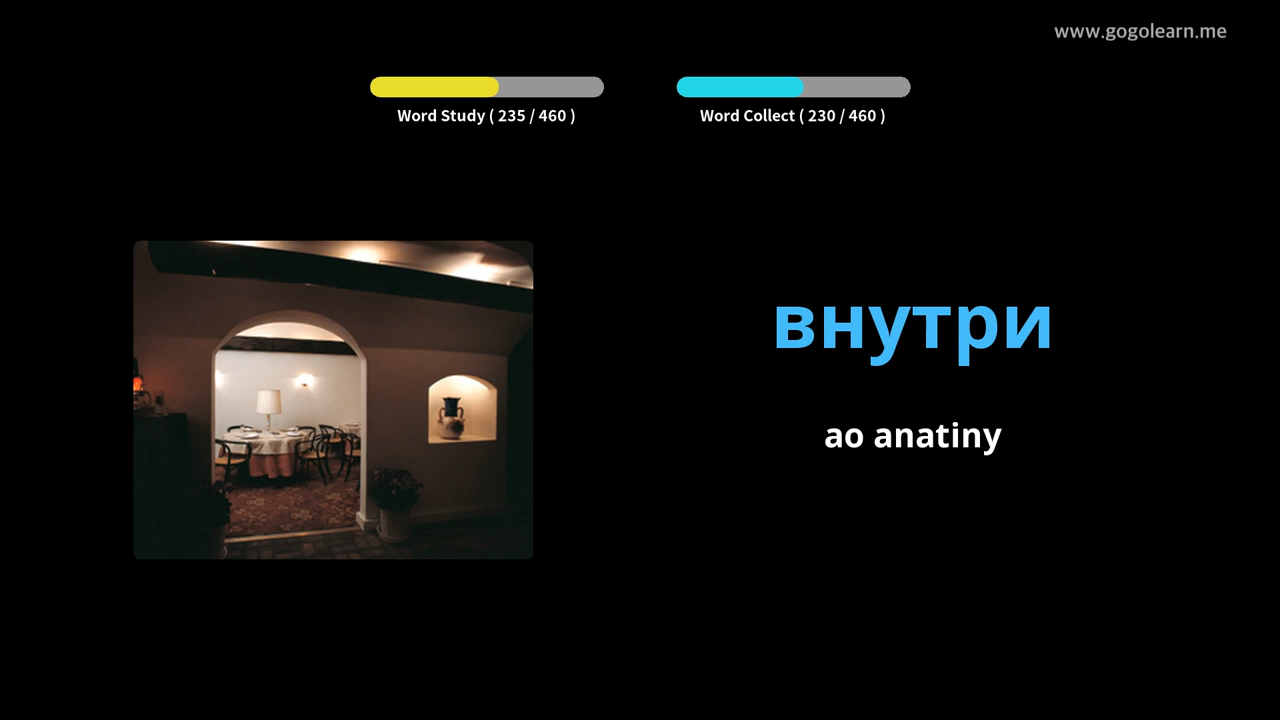 www.gogolearn.me
Word Study ( 235 / 460 )
Word Collect ( 230 / 460 )
внутри
ao anatiny